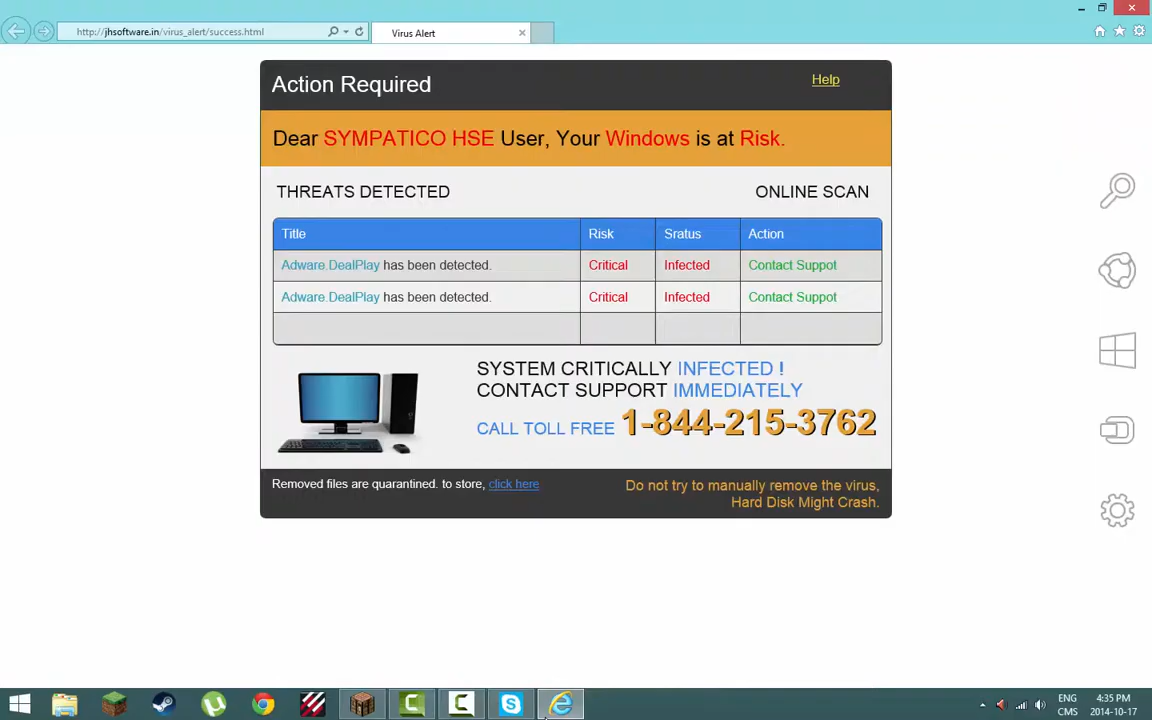 http://jhsoftware.in/virus_alert/success.html
Virus Alert
Action Required
Help
Dear SYMPATICO HSE User, Your Windows is at Risk.
THREATS DETECTED ONLINE SCAN
Title Risk Sratus Action
Adware.DealPlay has been detected. Critical Infected Contact Suppot
Adware.DealPlay has been detected. Critical Infected Contact Suppot
SYSTEM CRITICALLY INFECTED !
CONTACT SUPPORT IMMEDIATELY
CALL TOLL FREE 1-844-215-3762
Removed files are quarantined. to store, click here
Do not try to manually remove the virus,
Hard Disk Might Crash.
ENG 4:35 PM
CMS 2014-10-17